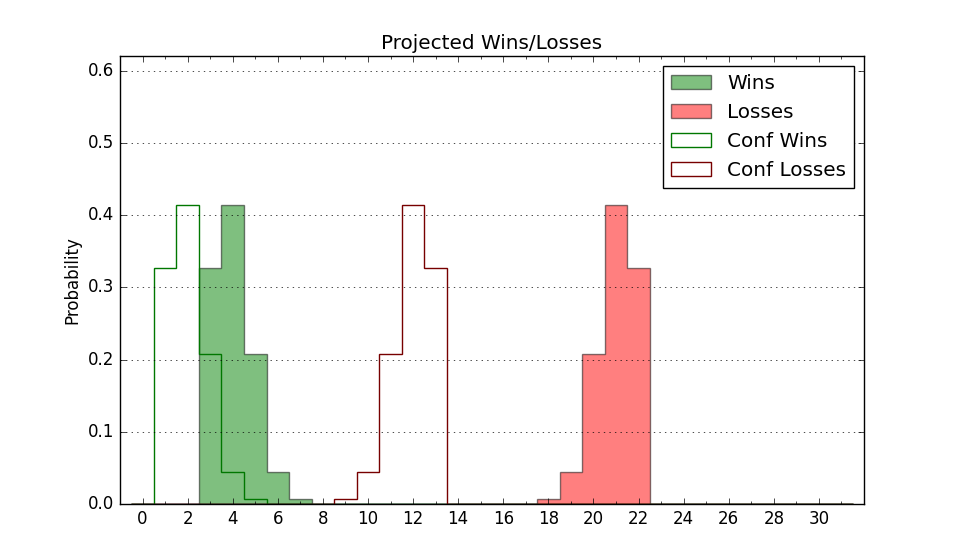 Projected Wins/Losses
Wins
Losses
Conf Wins
Conf Losses
Probability
0.6
0.5
0.4
0.3
0.2
0.1
0.0
0 2 4 6 8 10 12 14 16 18 20 22 24 26 28 30